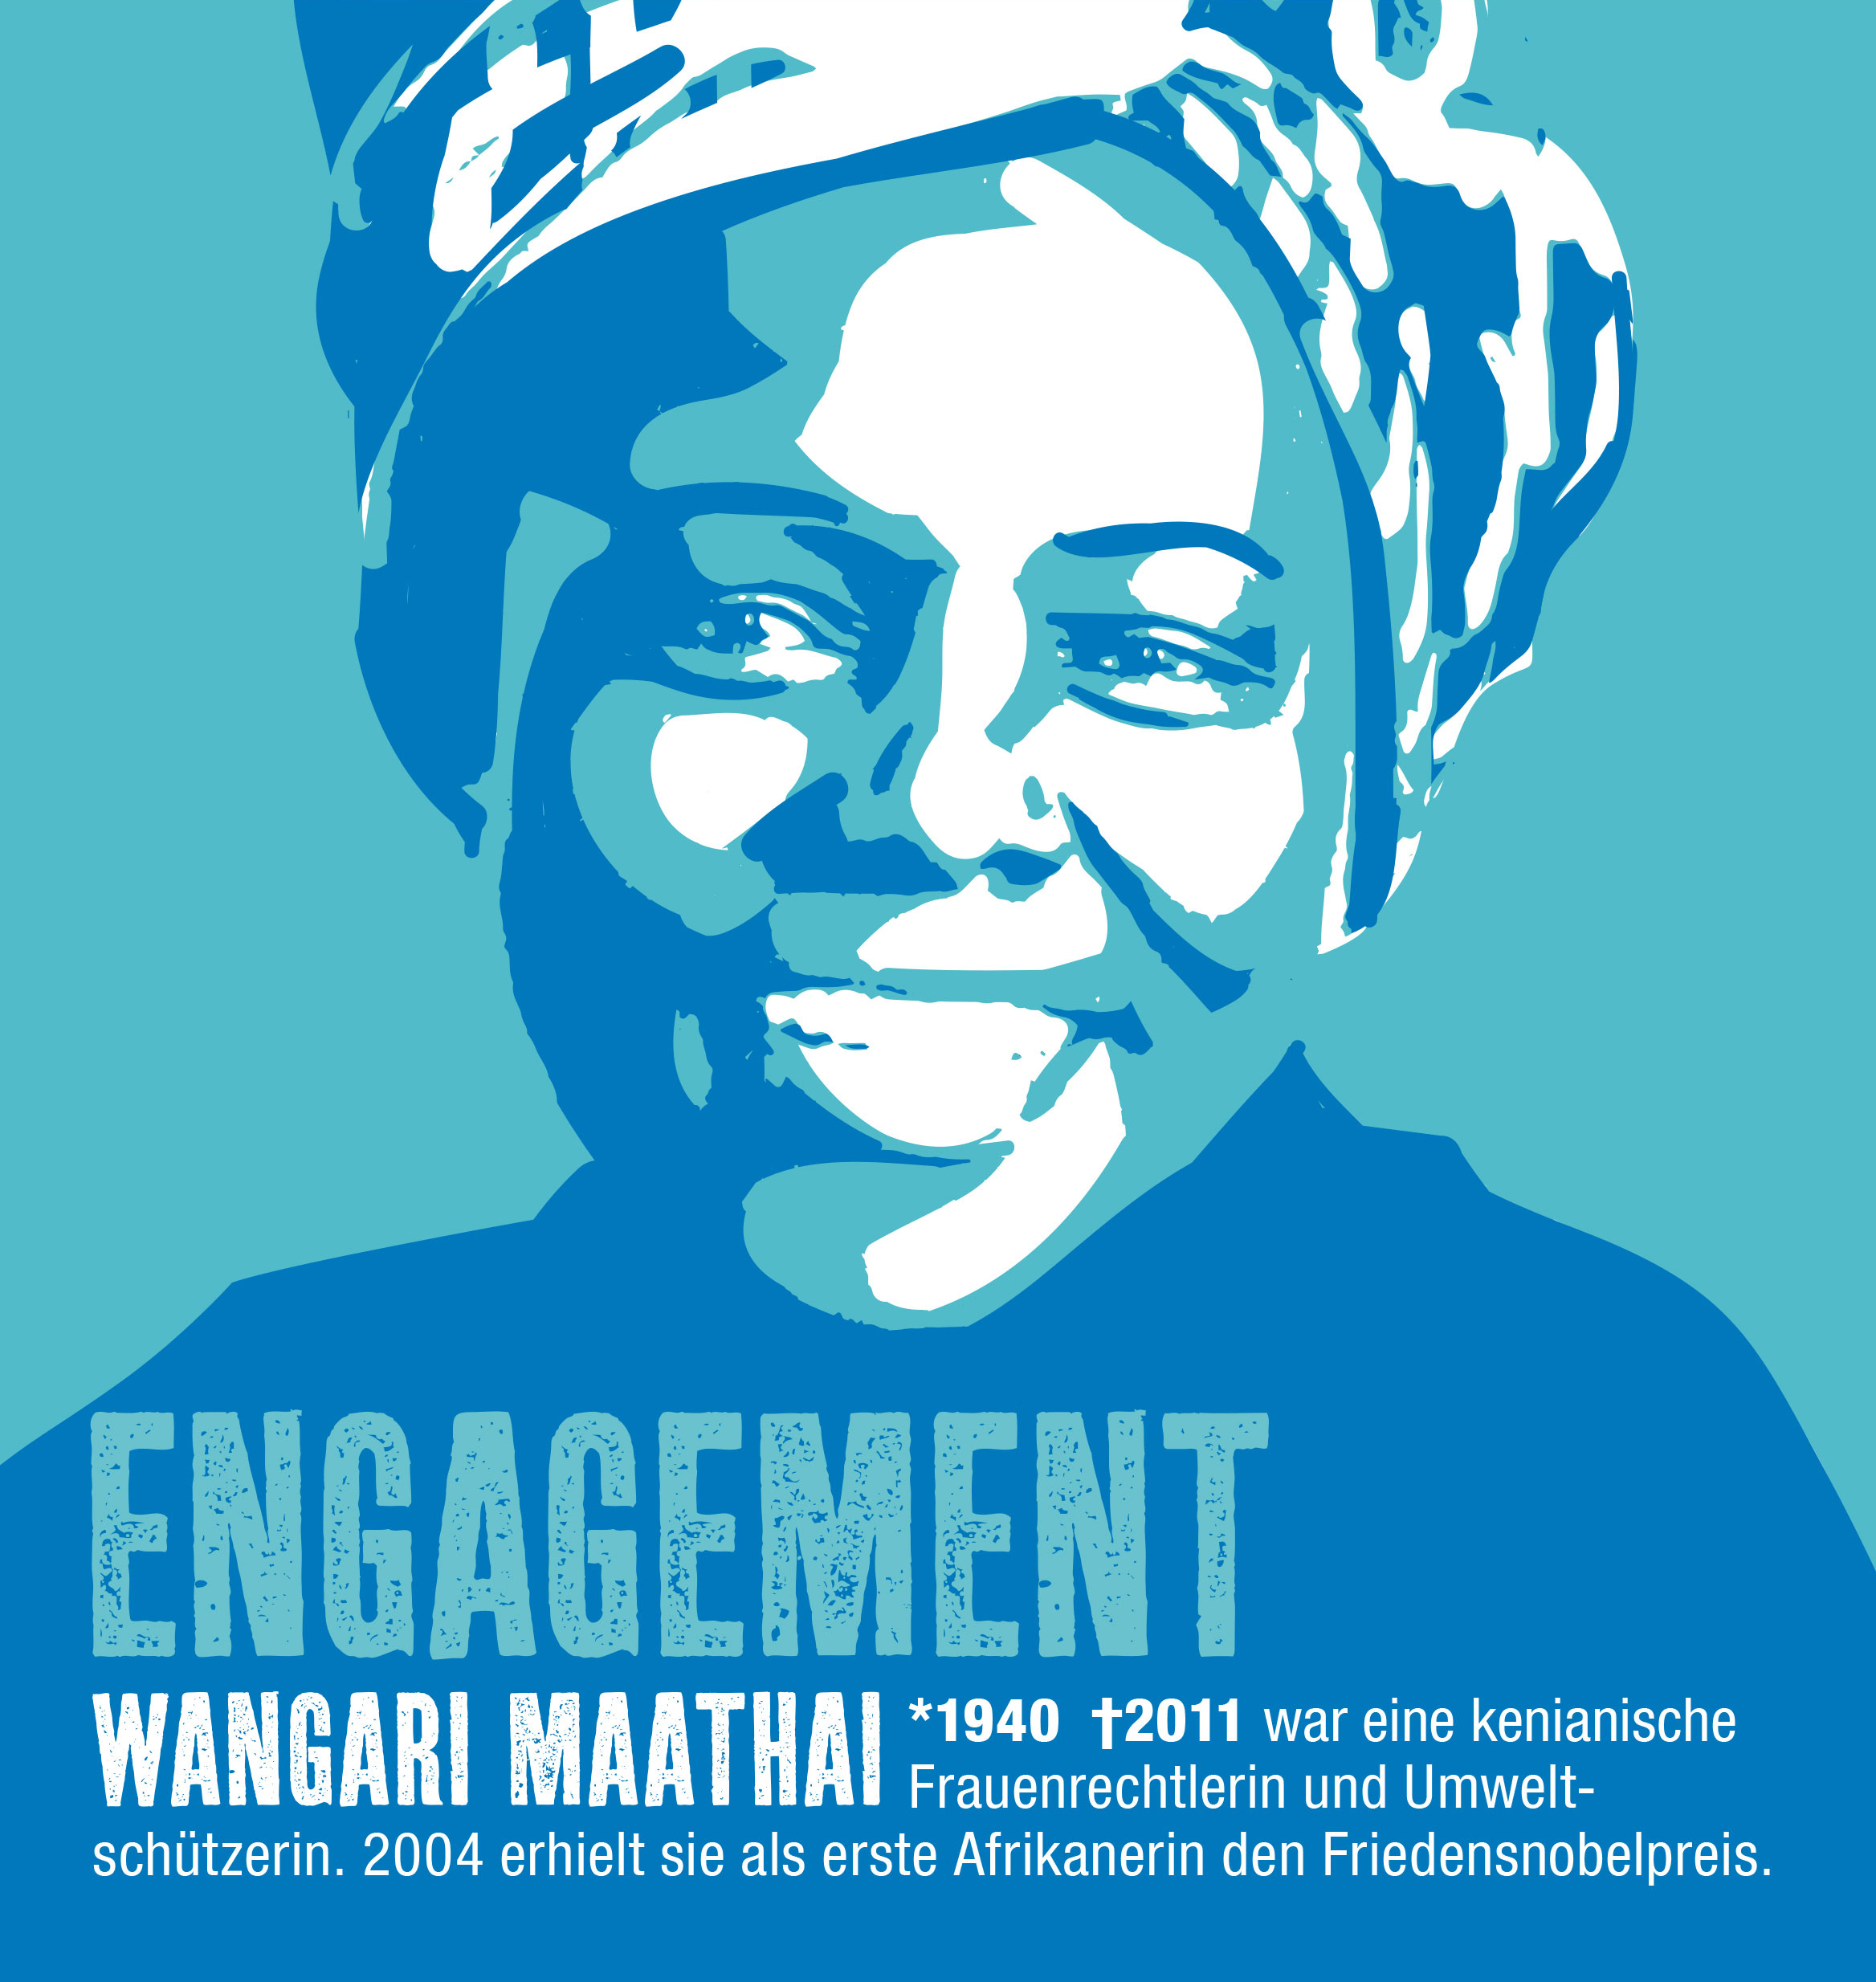 ENGAGEMENT
WANGARI MAATHAI *1940 †2011 war eine kenianische
Frauenrechtlerin und Umwelt-
schützerin. 2004 erhielt sie als erste Afrikanerin den Friedensnobelpreis.